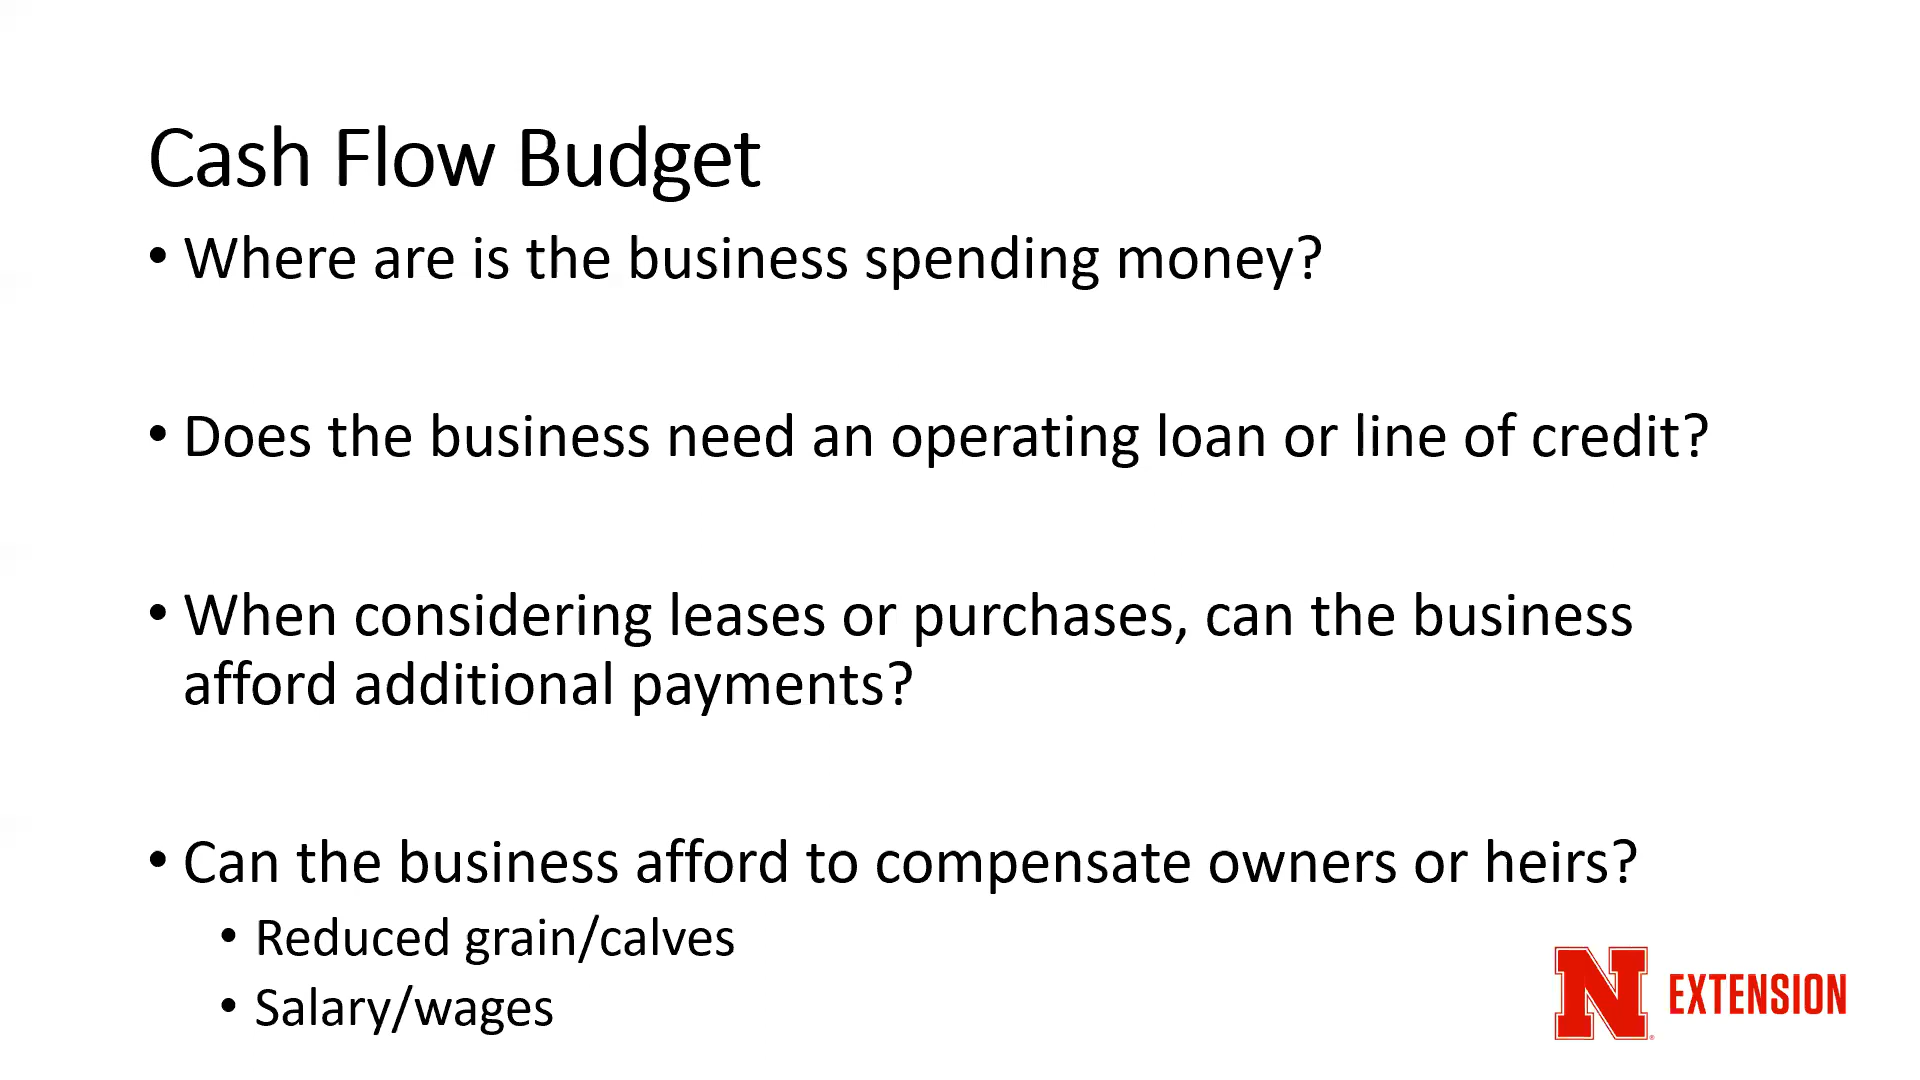 Cash Flow Budget
• Where are is the business spending money?
• Does the business need an operating loan or line of credit?
• When considering leases or purchases, can the business
afford additional payments?
• Can the business afford to compensate owners or heirs?
• Reduced grain/calves
• Salary/wages
N EXTENSION